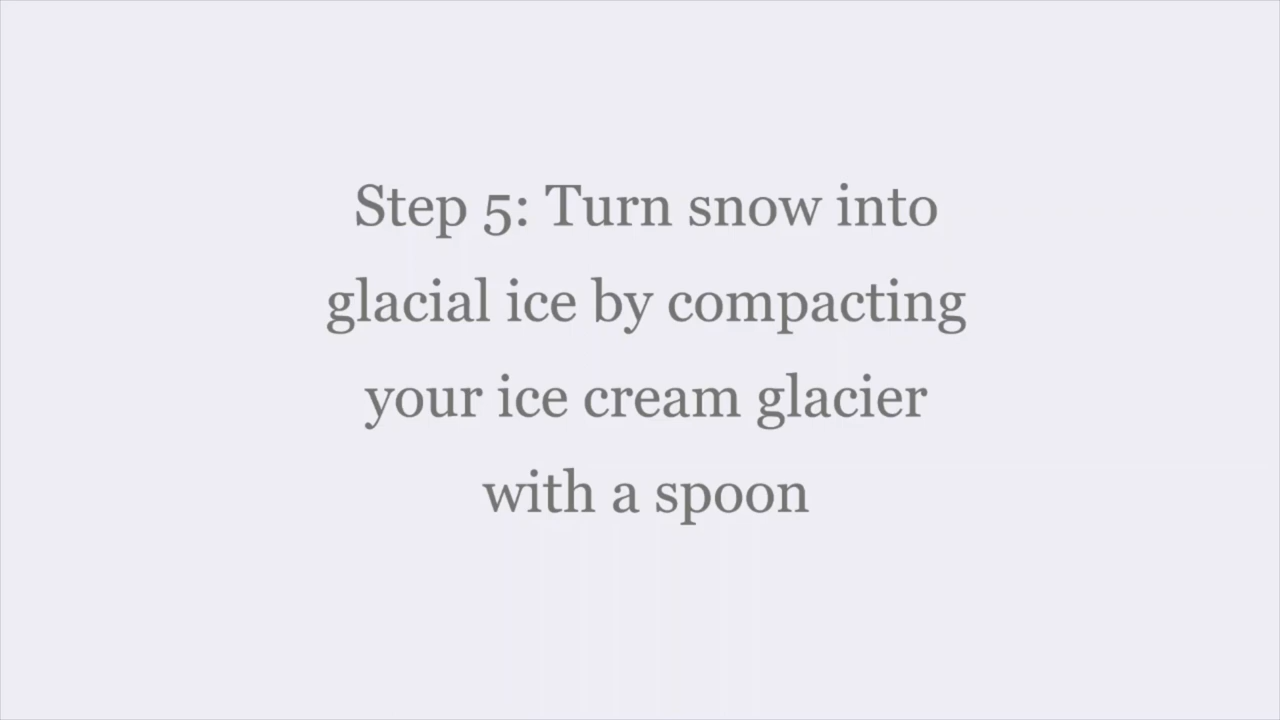 Step 5: Turn snow into
glacial ice by compacting
your ice cream glacier
with a spoon